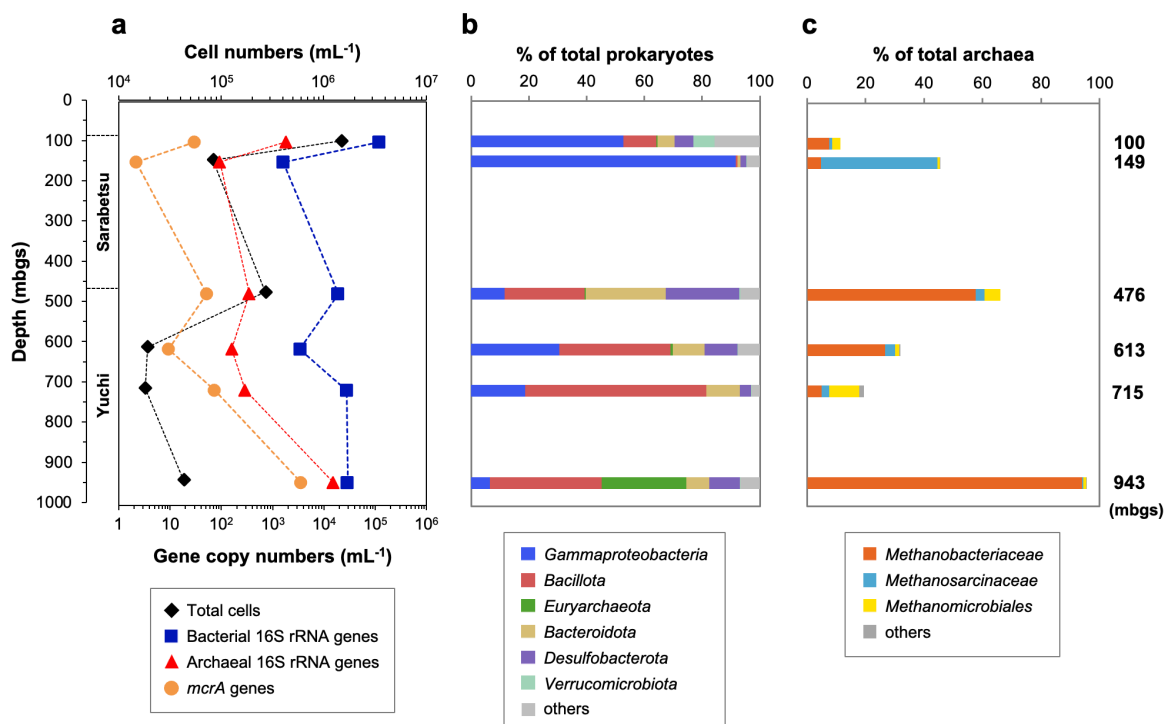 a
Cell numbers (mL⁻¹)
10⁴ 10⁵ 10⁶ 10⁷
Depth (mbgs)
0
100
200
300
400
500
600
700
800
900
1000
Sarabetsu
Yuchi
1 10 10² 10³ 10⁴ 10⁵ 10⁶
Gene copy numbers (mL⁻¹)
Total cells
Bacterial 16S rRNA genes
Archaeal 16S rRNA genes
mcrA genes
b
% of total prokaryotes
0 20 40 60 80 100
Gammaproteobacteria
Bacillota
Euryarchaeota
Bacteroidota
Desulfobacterota
Verrucomicrobiota
others
c
% of total archaea
0 20 40 60 80 100
100
149
476
613
715
943
(mbgs)
Methanobacteriaceae
Methanosarcinaceae
Methanomicrobiales
others